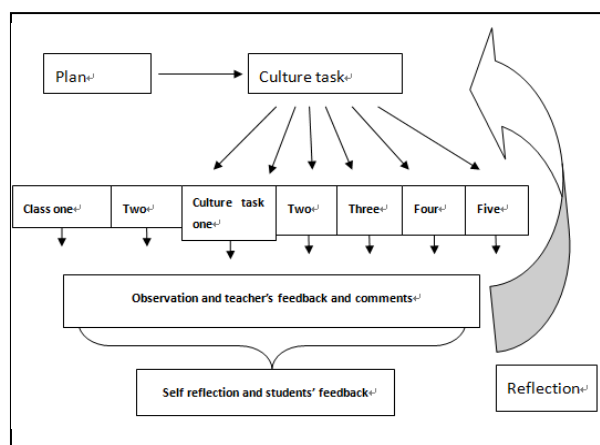 Plan
Culture task
Class one
Two
Culture task
one
Two
Three
Four
Five
Observation and teacher's feedback and comments
Self reflection and students' feedback
Reflection